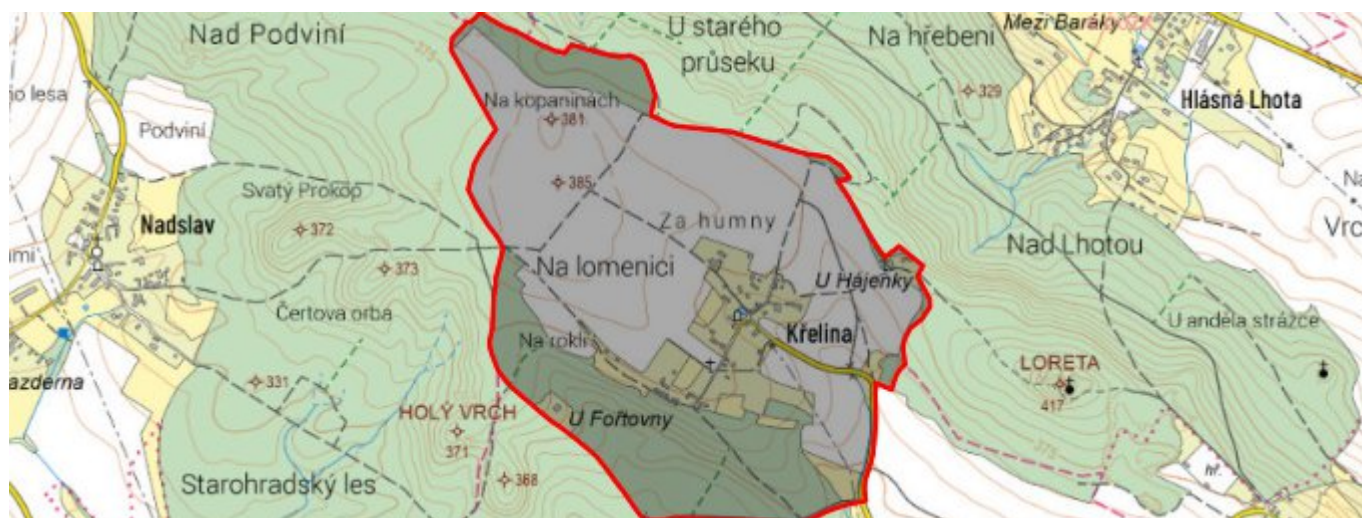 Nad Podviní
U starého
průseku
Na hřebeni
Mezi Baráky
Hlásná Lhota
ho lesa
Podviní
Na kopaninách
381
329
385
Svatý Prokop
Nadslav
372
373
Za humny
Na lomenici
U Hájenky
Nad Lhotou
Čertova orba
Na rokli
Křelina
U anděla strážce
azderna
331
LORETA
417
HOLÝ VRCH
371
U Fořtovny
368
Starohradský les
hř.